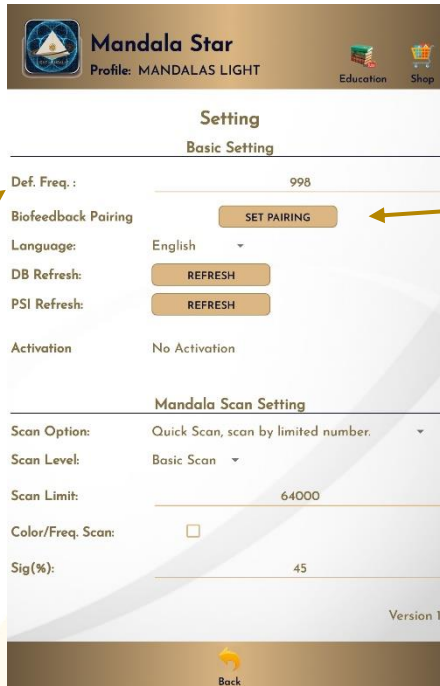 Mandala Star
Profile: MANDALAS LIGHT
Education
Shop
Setting
Basic Setting
Def. Freq. : 998
Biofeedback Pairing SET PAIRING
Language: English
DB Refresh: REFRESH
PSI Refresh: REFRESH
Activation No Activation
Mandala Scan Setting
Scan Option: Quick Scan, scan by limited number.
Scan Level: Basic Scan
Scan Limit: 64000
Color/Freq. Scan:
Sig(%): 45
Version 1
Back